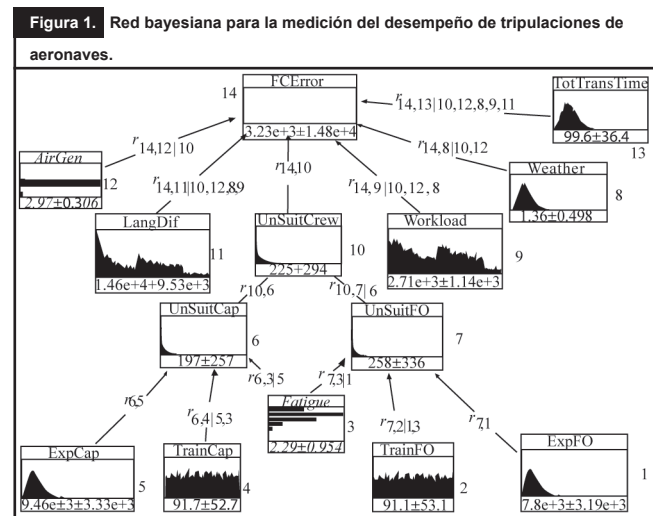 Figura 1. Red bayesiana para la medición del desempeño de tripulaciones de
aeronaves.
FCError
14
3.23e+3±1.48e+4
TotTransTime
99.6±36.4
13
r14,13|10,12,8,9,11
AirGen
12
2.97±0.306
r14,12|10
r14,11|10,12,8,9
r14,10
r14,9|10,12,8
r14,8|10,12
Weather
8
1.36±0.498
LangDif
11
1.46e+4+9.53e+3
UnSuitCrew
10
225+294
Workload
9
2.71e+3±1.14e+3
r10,6
r10,7|6
UnSuitCap
6
197±257
UnSuitFO
7
258±336
r6,5
r6,4|5,3
r6,3|5
r7,3|1
r7,2|1,3
r7,1
Fatigue
3
2.29±0.954
ExpCap
5
9.46e±3±3.33e+3
TrainCap
4
91.7±52.7
TrainFO
2
91.1±53.1
ExpFO
1
7.8e+3±3.19e+3